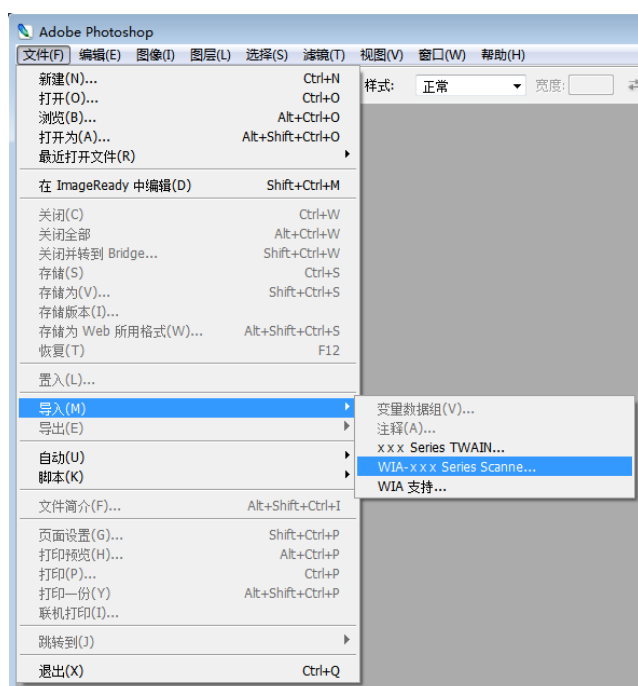 Adobe Photoshop
文件(F) 编辑(E) 图像(I) 图层(L) 选择(S) 滤镜(T) 视图(V) 窗口(W) 帮助(H)
样式: 正常 宽度:
新建(N)... Ctrl+N
打开(O)... Ctrl+O
浏览(B)... Alt+Ctrl+O
打开为(A)... Alt+Shift+Ctrl+O
最近打开文件(R)
在 ImageReady 中编辑(D) Shift+Ctrl+M
关闭(C) Ctrl+W
关闭全部 Alt+Ctrl+W
关闭并转到 Bridge... Shift+Ctrl+W
存储(S) Ctrl+S
存储为(V)... Shift+Ctrl+S
存储版本(I)...
存储为 Web 所用格式(W)... Alt+Shift+Ctrl+S
恢复(T) F12
置入(L)...
导入(M)
导出(E)
变量数据组(V)...
注释(A)...
xxx Series TWAIN...
WIA-xxx Series Scanne...
WIA 支持...
自动(U)
脚本(K)
文件简介(F)... Alt+Shift+Ctrl+I
页面设置(G)... Shift+Ctrl+P
打印预览(H)... Alt+Ctrl+P
打印(P)... Ctrl+P
打印一份(Y) Alt+Shift+Ctrl+P
联机打印(I)...
跳转到(J)
退出(X) Ctrl+Q